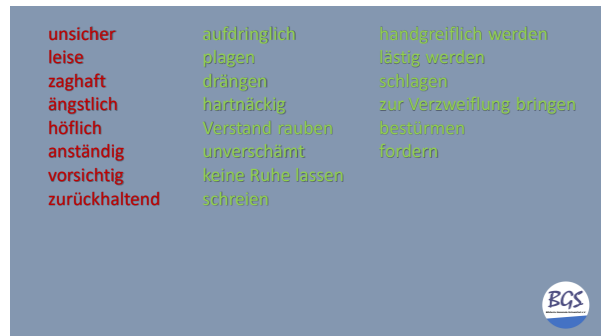 unsicher
leise
zaghaft
ängstlich
höflich
anständig
vorsichtig
zurückhaltend
aufdringlich
plagen
drängen
hartnäckig
Verstand rauben
unverschämt
keine Ruhe lassen
schreien
handgreiflich werden
lästig werden
schlagen
zur Verzweiflung bringen
bestürmen
fordern
BGS